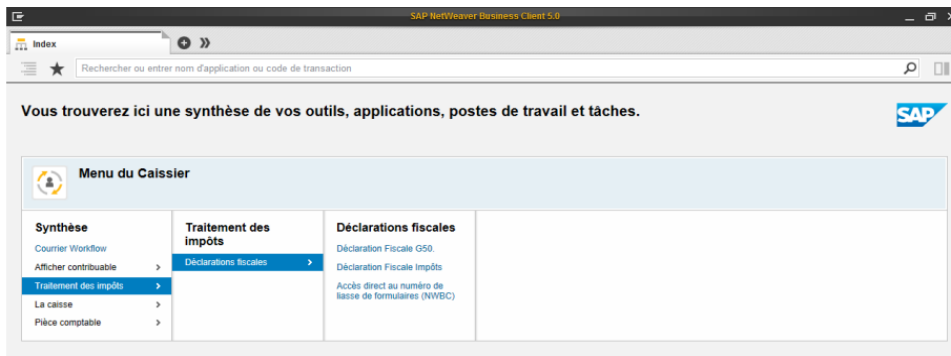 SAP NetWeaver Business Client 5.0
Index
Rechercher ou entrer nom d'application ou code de transaction
Vous trouverez ici une synthèse de vos outils, applications, postes de travail et tâches.
SAP
Menu du Caissier
Synthèse
Courrier Workflow
Afficher contribuable
Traitement des impôts
La caisse
Pièce comptable
Traitement des
impôts
Déclarations fiscales
Déclarations fiscales
Déclaration Fiscale G50.
Déclaration Fiscale Impôts
Accès direct au numéro de
liasse de formulaires (NWBC)